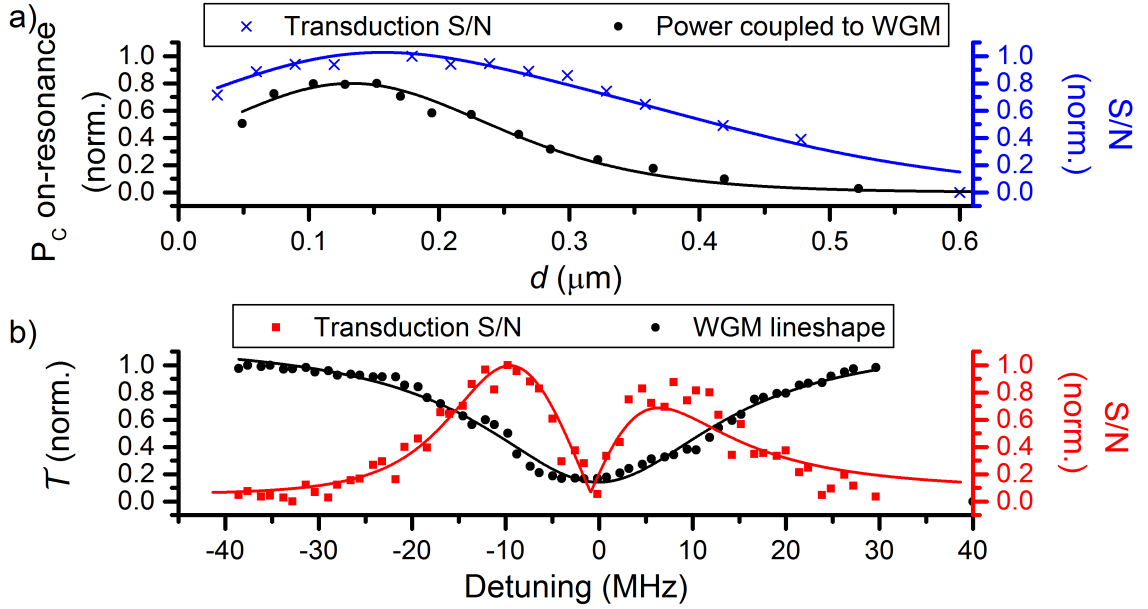 a)
Transduction S/N
Power coupled to WGM
P_C on-resonance
(norm.)
1.0
0.8
0.6
0.4
0.2
0.0
1.0
0.8
0.6
0.4
0.2
0.0
S/N
(norm.)
0.0 0.1 0.2 0.3 0.4 0.5 0.6
d (μm)
b)
Transduction S/N
WGM lineshape
T (norm.)
1.0
0.8
0.6
0.4
0.2
0.0
1.0
0.8
0.6
0.4
0.2
0.0
S/N
(norm.)
-40 -30 -20 -10 0 10 20 30 40
Detuning (MHz)